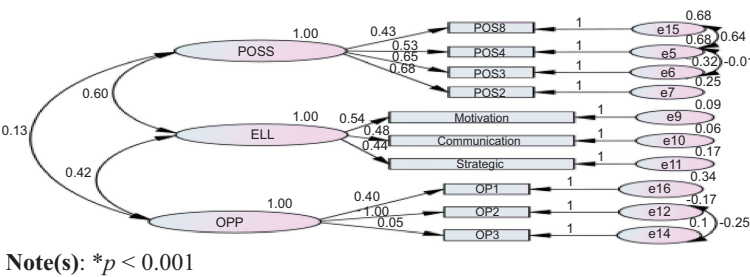 1.00 0.43 POS8 1 e15 0.68
POSS 0.53 POS4 e5 0.68 0.64
0.65 POS3 1 e6 0.32 -0.01
0.68 POS2 1 e7 0.25
0.60
1.00 0.54 Motivation 1 e9 0.09
0.13 ELL 0.48 Communication 1 e10 0.06
0.44 Strategic 1 e11 0.17
0.42
1.00 0.40 OP1 1 e16 0.34
OPP 1.00 OP2 1 e12 -0.17
0.05 OP3 1 e14 0.1 -0.25
Note(s): *p < 0.001